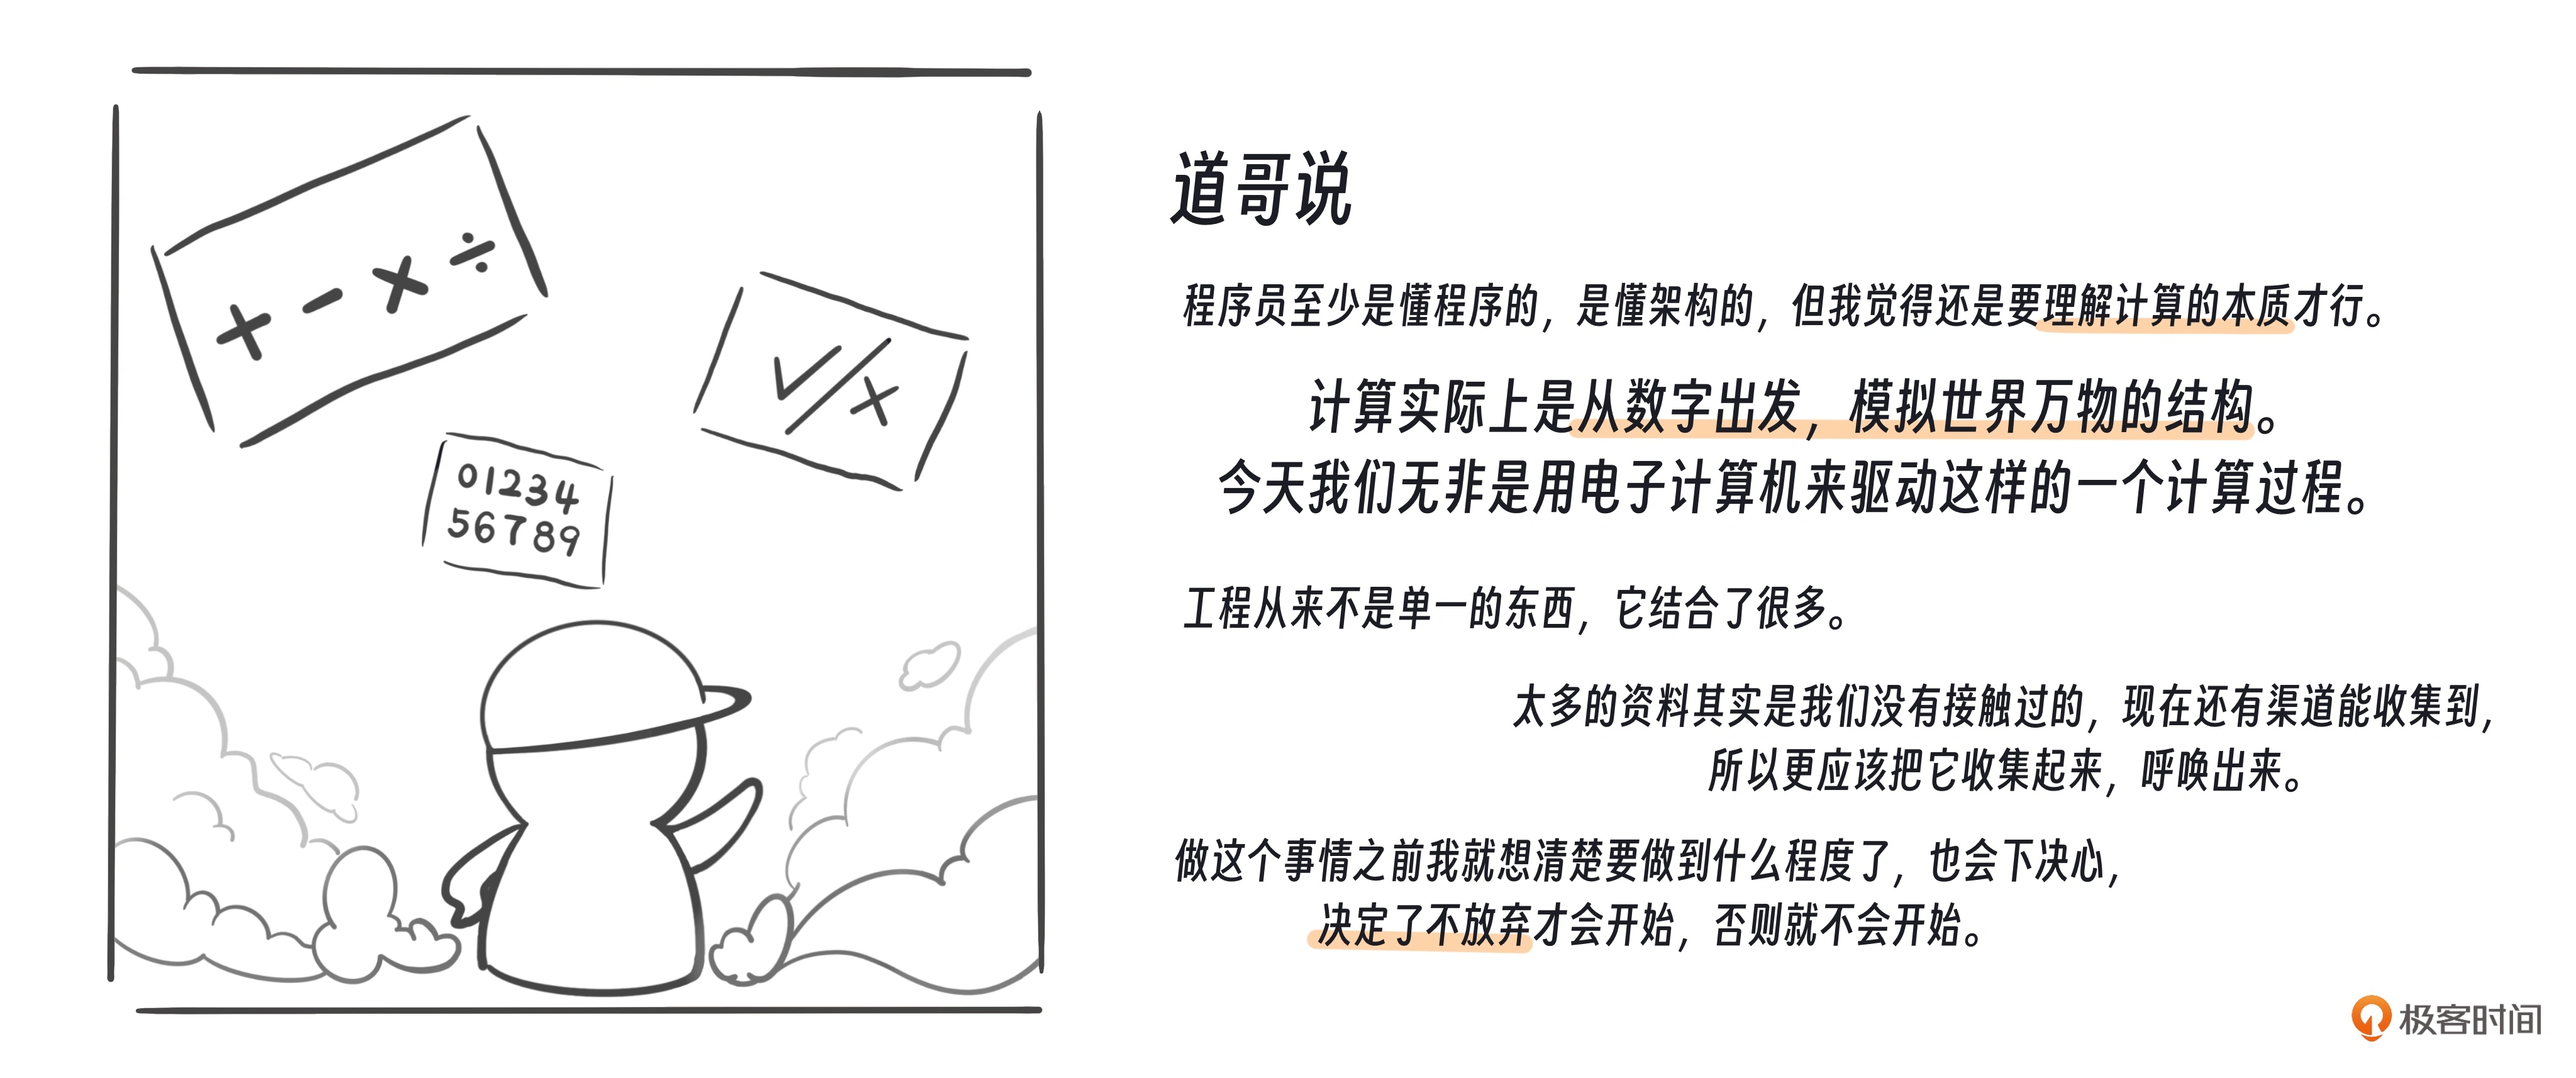 + - × ÷
✓/×
01234
56789
道哥说
程序员至少是懂程序的，是懂架构的，但我觉得还是要理解计算的本质才行。
计算实际上是从数字出发，模拟世界万物的结构。
今天我们无非是用电子计算机来驱动这样的一个计算过程。
工程从来不是单一的东西，它结合了很多。
太多的资料其实是我们没有接触过的，现在还有渠道能收集到，
所以更应该把它收集起来，呼唤出来。
做这个事情之前我就想清楚要做到什么程度了，也会下决心，
决定了不放弃才会开始，否则就不会开始。
极客时间